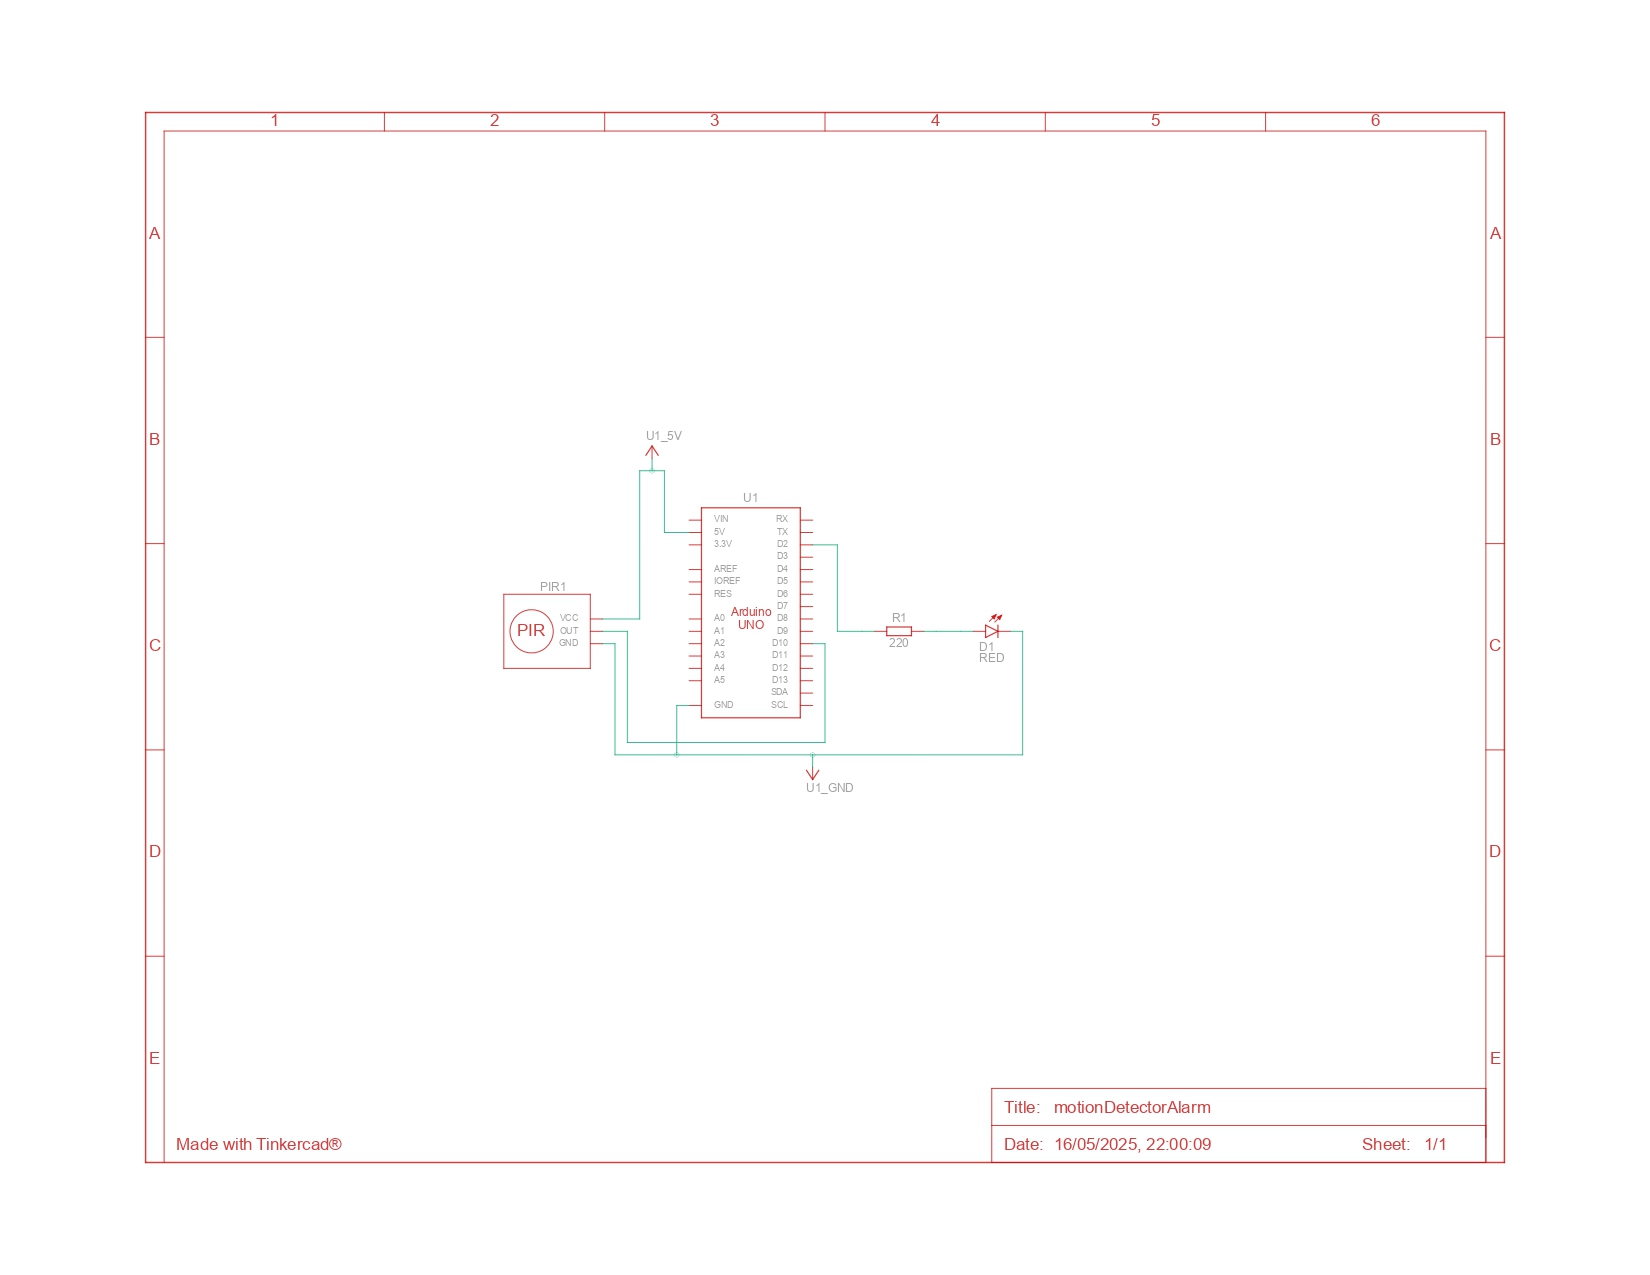 1 2 3 4 5 6
A A
B B
U1_5V
U1
VIN RX
5V TX
3.3V D2
D3
AREF D4
IOREF D5
RES D6
D7
Arduino
UNO
PIR1
PIR
VCC
OUT
GND
A0 D8
A1 D9
A2 D10
A3 D11
A4 D12
A5 D13
SDA
GND SCL
R1
220
D1
RED
C C
U1_GND
D D
E E
Title: motionDetectorAlarm
Made with Tinkercad®
Date: 16/05/2025, 22:00:09 Sheet: 1/1